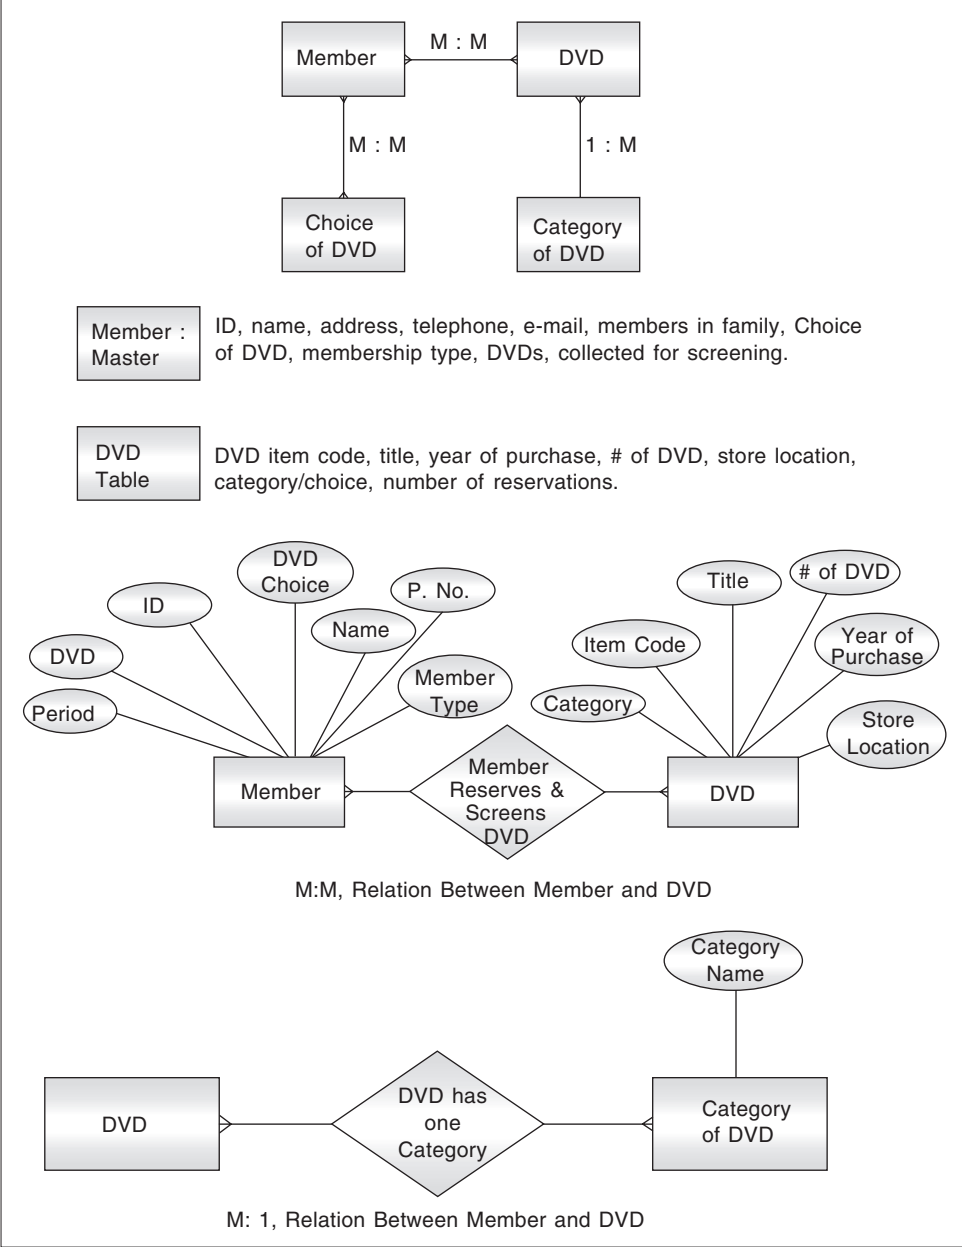 M : M
Member
DVD
M : M
1 : M
Choice
of DVD
Category
of DVD
Member :
Master
ID, name, address, telephone, e-mail, members in family, Choice
of DVD, membership type, DVDs, collected for screening.
DVD
Table
DVD item code, title, year of purchase, # of DVD, store location,
category/choice, number of reservations.
DVD
Choice
ID
P. No.
Name
DVD
Period
Member
Type
Title
# of DVD
Item Code
Year of
Purchase
Category
Store
Location
Member
Member
Reserves &
Screens
DVD
DVD
M:M, Relation Between Member and DVD
Category
Name
DVD
DVD has
one
Category
Category
of DVD
M: 1, Relation Between Member and DVD